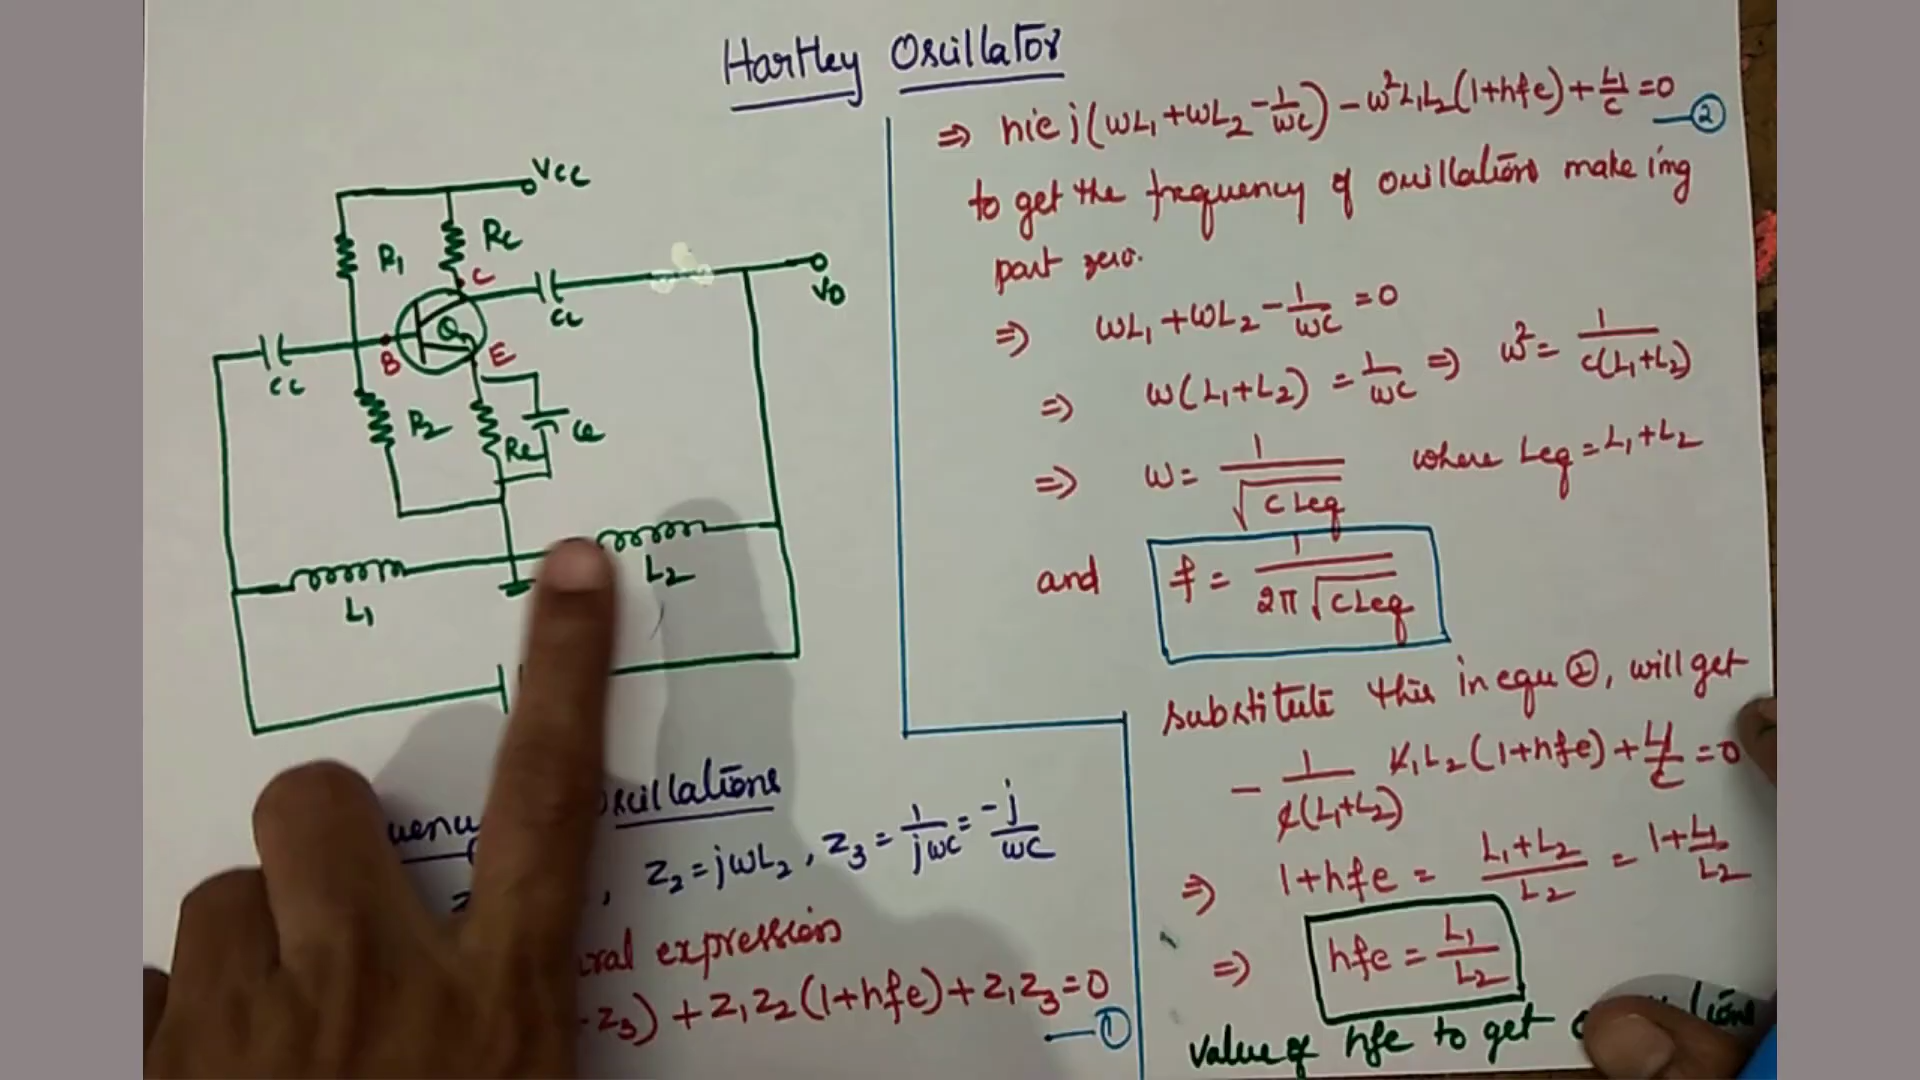 Hartley Oscillator
Vcc
R1
Rc
C
Cc
Vo
Cc
B
Q
E
R2
Re
Ce
L1
L2
Oscillations
, Z2 = jωL2 , Z3 = 1/jωC = -j/ωC
expression
Z3) + Z1Z2(1+hfe) + Z1Z3 = 0 —①
⇒ hie j(ωL1 + ωL2 - 1/ωC) - ω²L1L2(1+hfe) + L1/C = 0 —②
to get the frequency of oscillations make img
part zero.
⇒ ωL1 + ωL2 - 1/ωC = 0
⇒ ω(L1+L2) = 1/ωC ⇒ ω² = 1/C(L1+L2)
⇒ ω = 1/√CLeq where Leq = L1+L2
and f = 1/2π√CLeq
substitute this in equ ②, will get
- 1/C(L1+L2) L1L2(1+hfe) + L1/C = 0
⇒ 1+hfe = L1+L2/L2 = 1+L1/L2
⇒ hfe = L1/L2
value of hfe to get